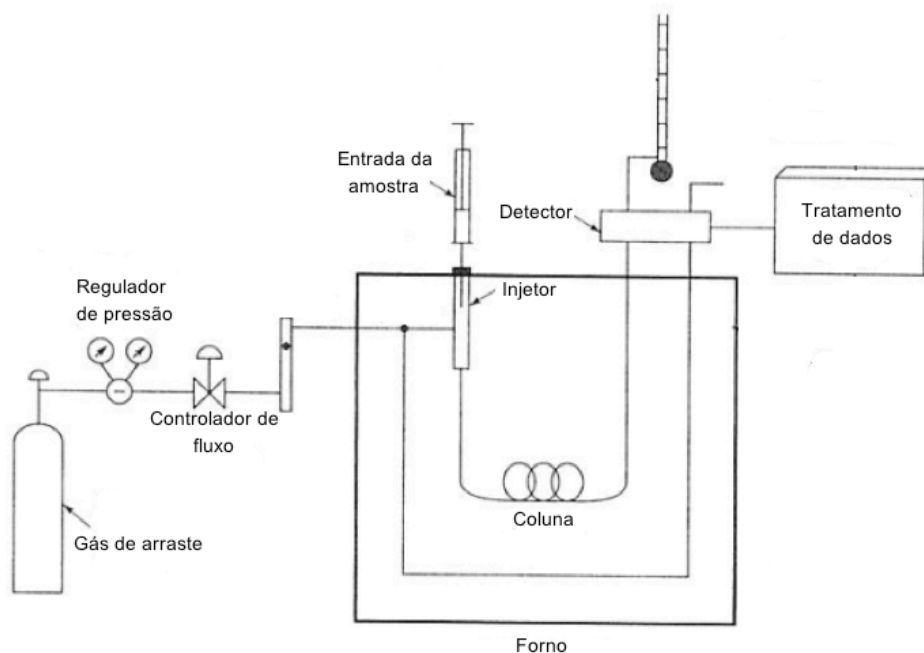 Entrada da
amostra
Detector
Tratamento
de dados
Regulador
de pressão
Injetor
Controlador de
fluxo
Coluna
Gás de arraste
Forno